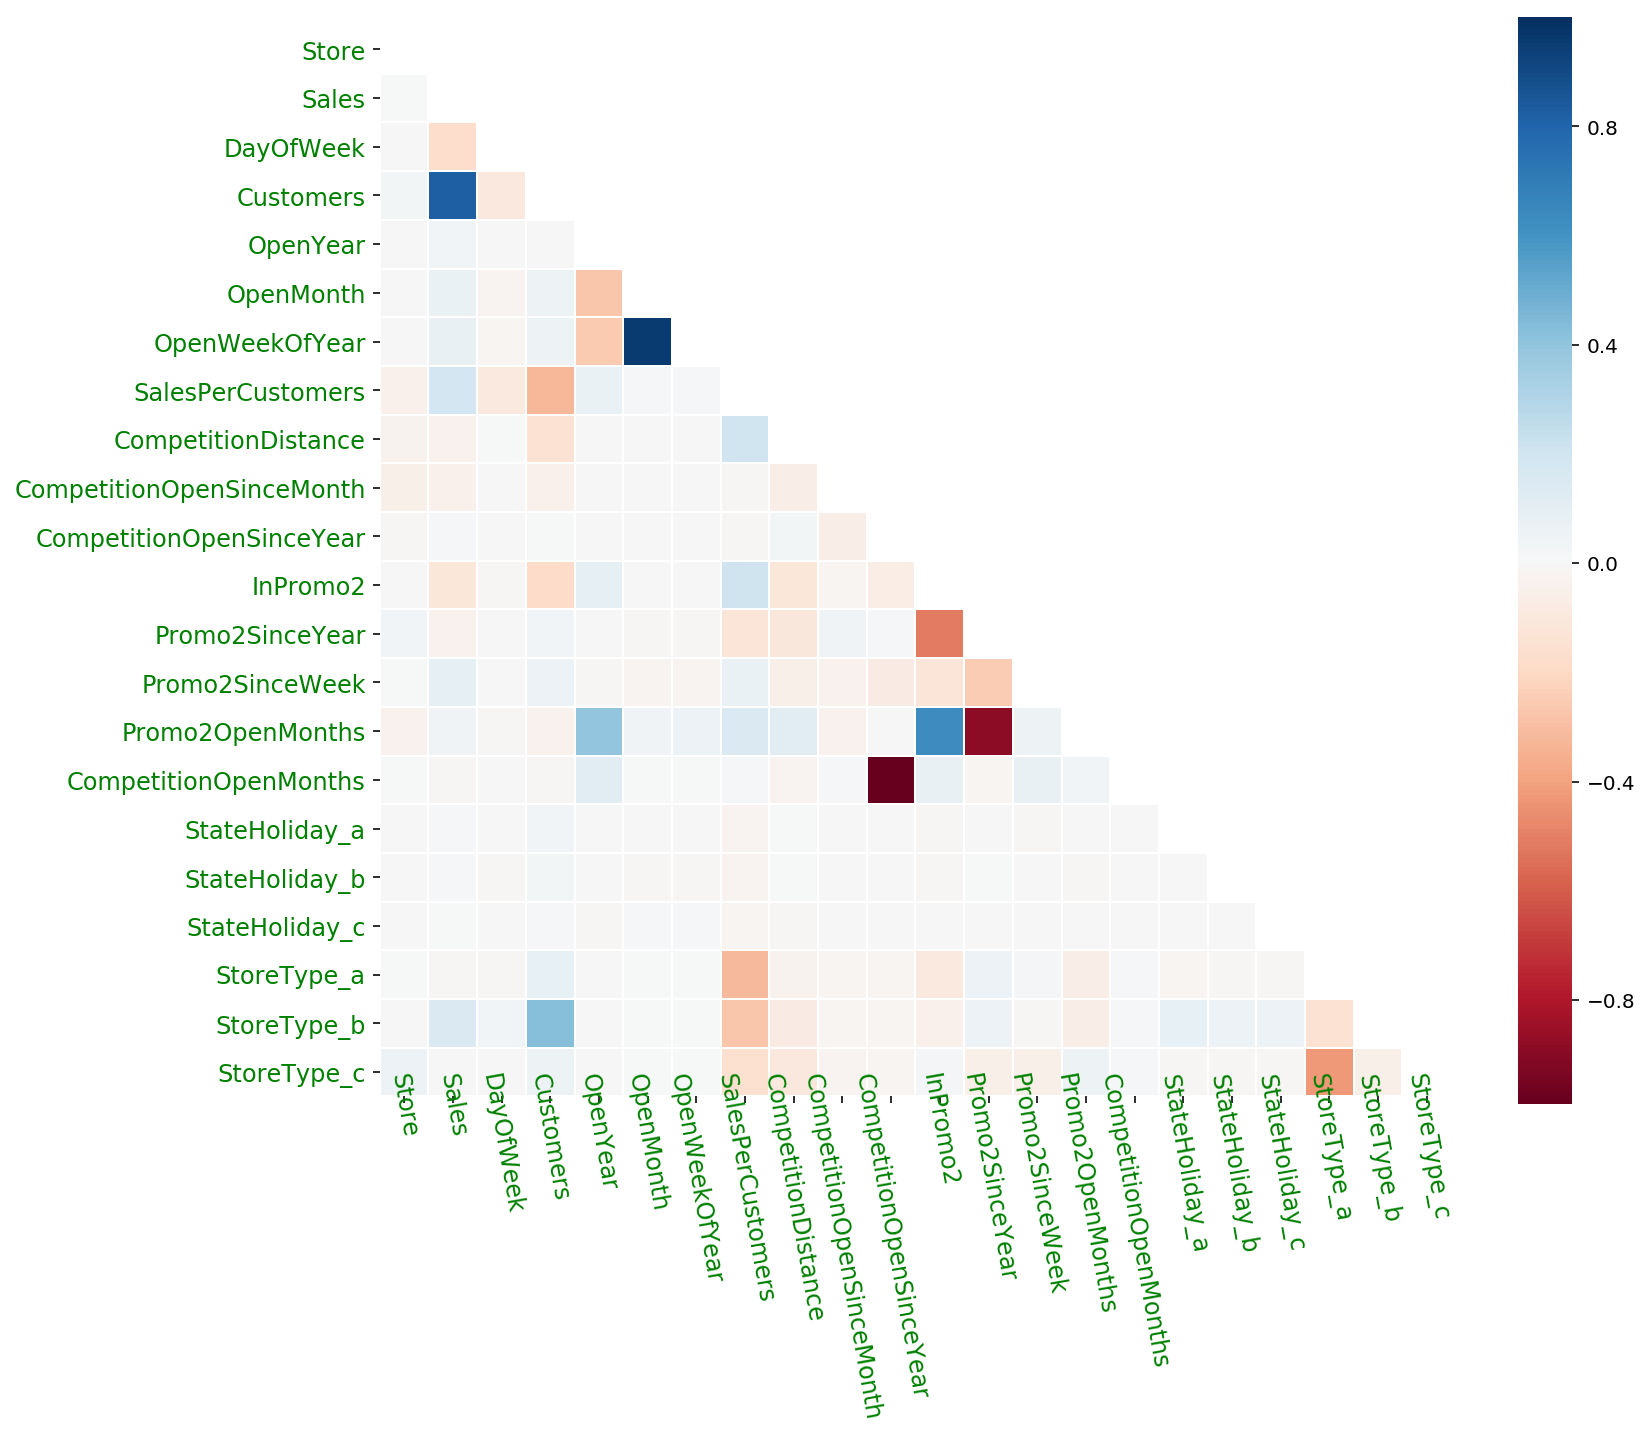 Store
Sales
DayOfWeek
Customers
OpenYear
OpenMonth
OpenWeekOfYear
SalesPerCustomers
CompetitionDistance
CompetitionOpenSinceMonth
CompetitionOpenSinceYear
InPromo2
Promo2SinceYear
Promo2SinceWeek
Promo2OpenMonths
CompetitionOpenMonths
StateHoliday_a
StateHoliday_b
StateHoliday_c
StoreType_a
StoreType_b
StoreType_c
Store
Sales
DayOfWeek
Customers
OpenYear
OpenMonth
OpenWeekOfYear
SalesPerCustomers
CompetitionDistance
CompetitionOpenSinceMonth
CompetitionOpenSinceYear
InPromo2
Promo2SinceYear
Promo2SinceWeek
Promo2OpenMonths
CompetitionOpenMonths
StateHoliday_a
StateHoliday_b
StateHoliday_c
StoreType_a
StoreType_b
StoreType_c
0.8
0.4
0.0
−0.4
−0.8